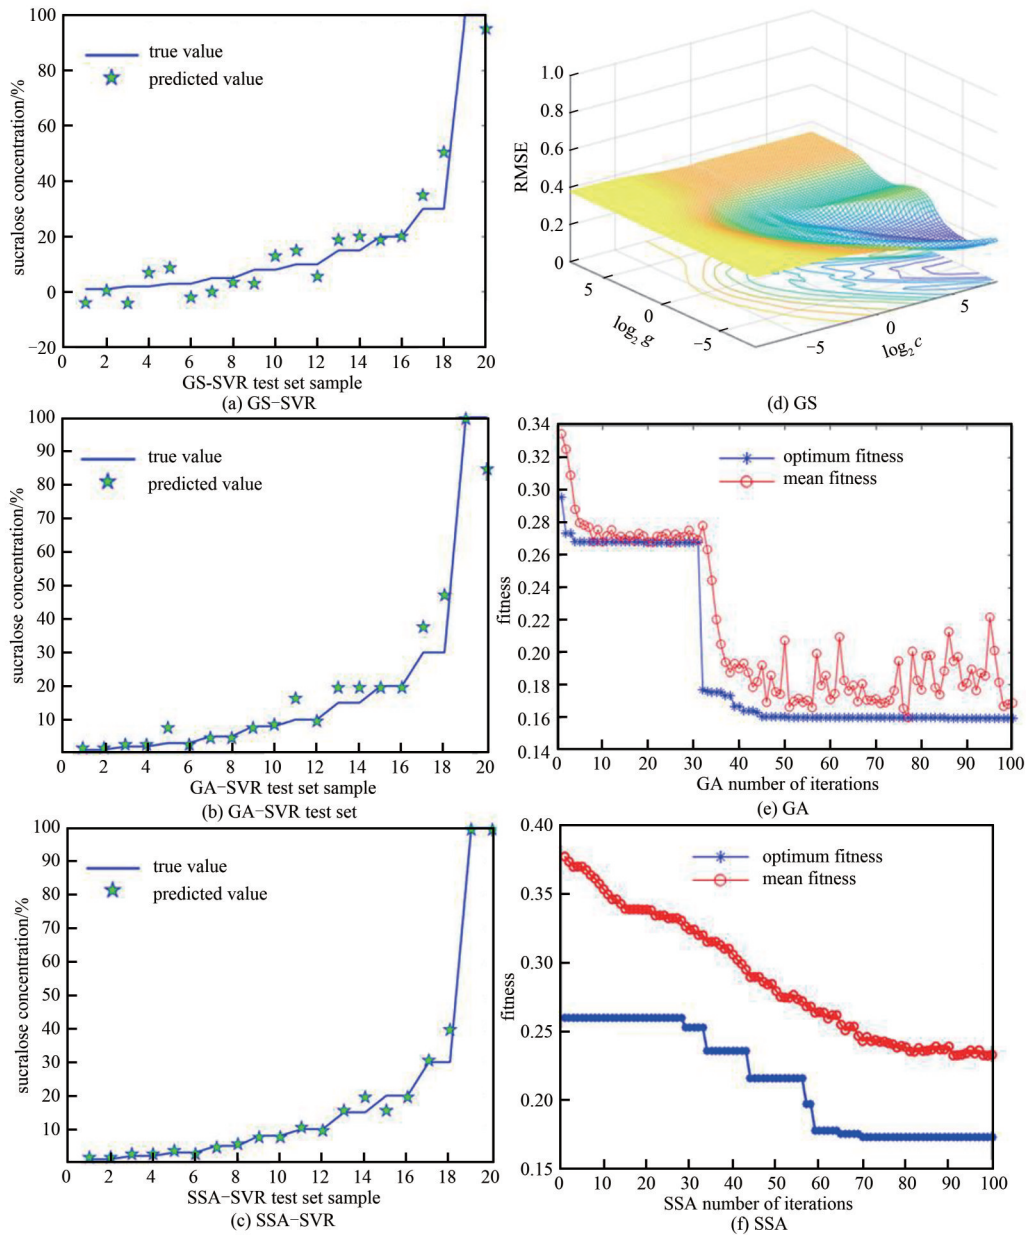 100
80
60
40
20
0
−20
sucralose concentration/%
true value
predicted value
0 2 4 6 8 10 12 14 16 18 20
GS-SVR test set sample
(a) GS−SVR
1.0
0.8
0.6
0.4
0.2
0
RMSE
5
0
−5
log₂ g
−5
0
5
log₂ c
(d) GS
100
90
80
70
60
50
40
30
20
10
sucralose concentration/%
true value
predicted value
0 2 4 6 8 10 12 14 16 18 20
GA−SVR test set sample
(b) GA−SVR test set
0.34
0.30
0.26
0.22
0.18
0.16
0.14
fitness
optimum fitness
mean fitness
0 10 20 30 40 50 60 70 80 90 100
GA number of iterations
(e) GA
100
90
80
70
60
50
40
30
20
10
sucralose concentration/%
true value
predicted value
0 2 4 6 8 10 12 14 16 18 20
SSA−SVR test set sample
(c) SSA−SVR
0.40
0.35
0.30
0.25
0.20
0.15
fitness
optimum fitness
mean fitness
0 10 20 30 40 50 60 70 80 90 100
SSA number of iterations
(f) SSA